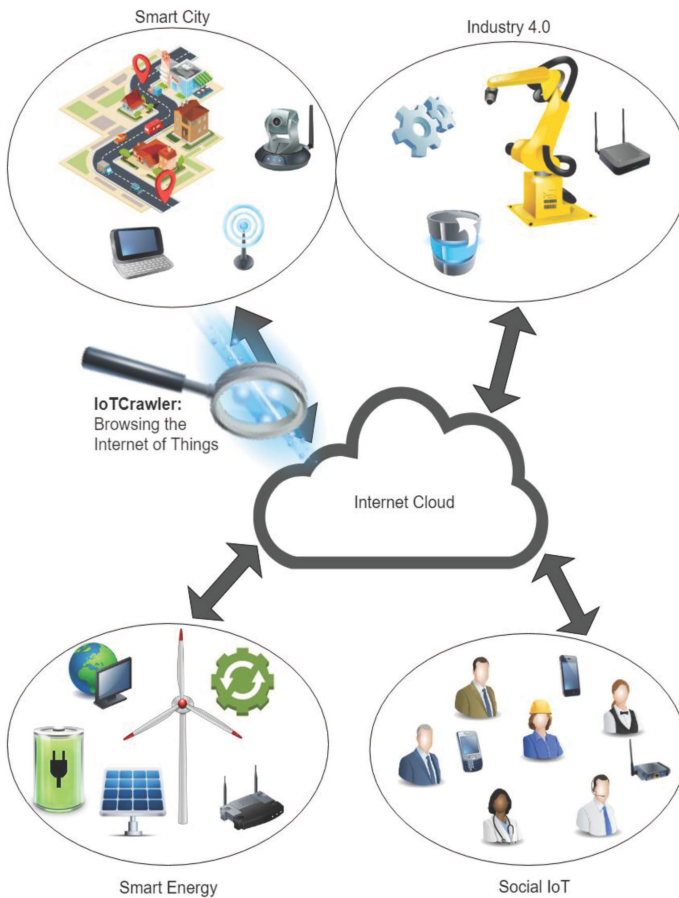 Smart City
Industry 4.0
IoTCrawler:
Browsing the
Internet of Things
Internet Cloud
Smart Energy
Social IoT